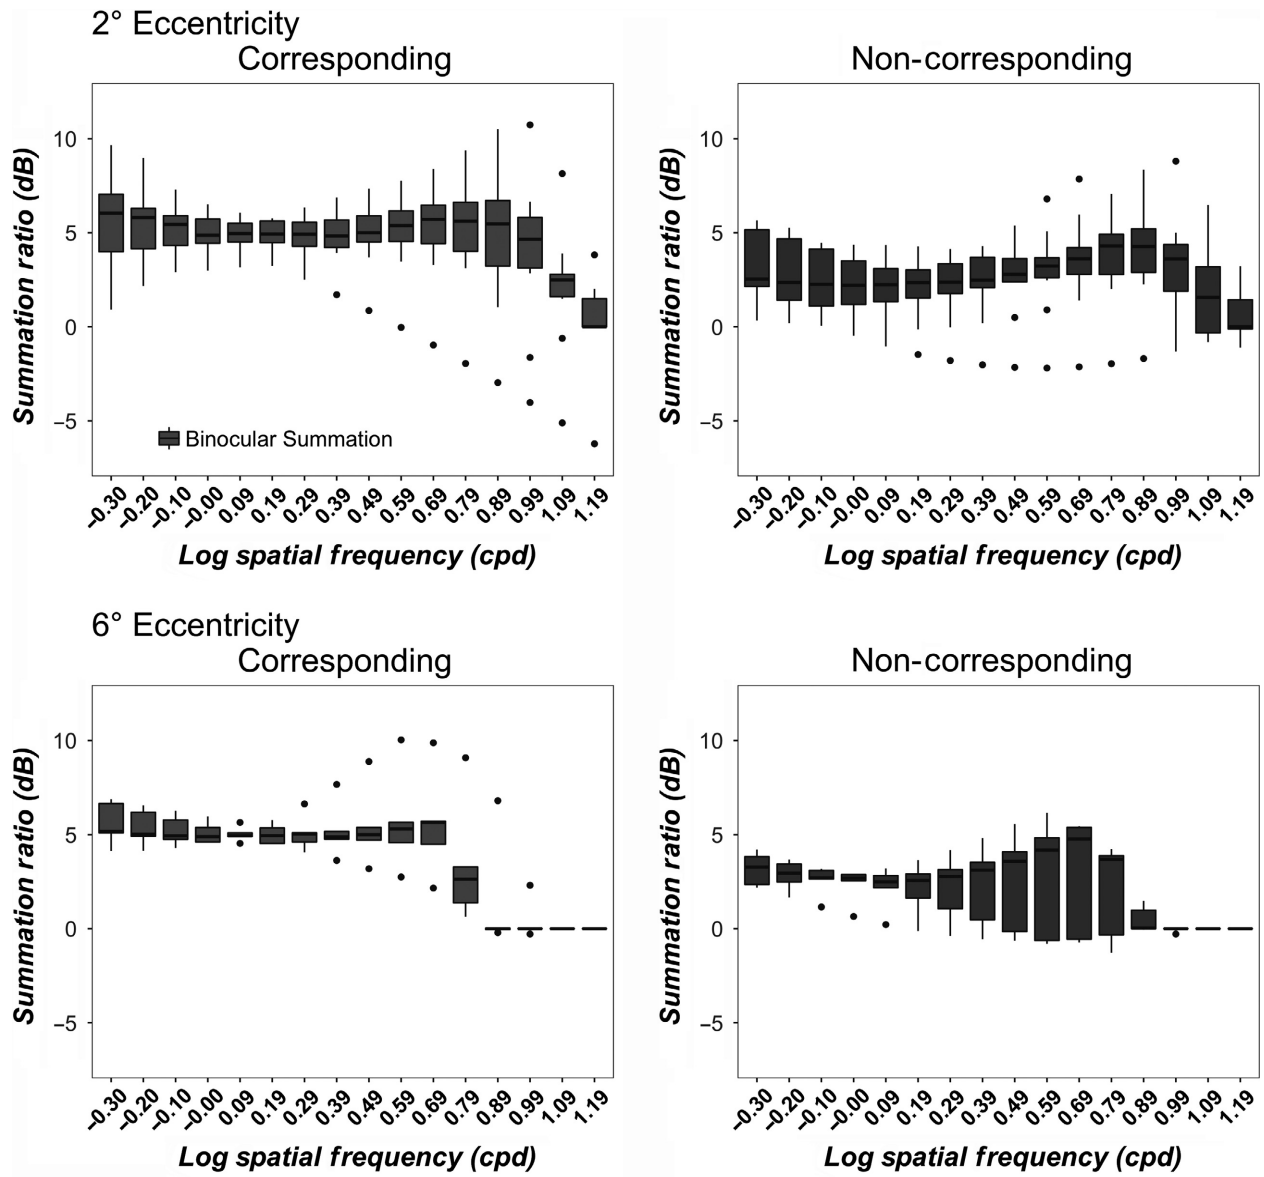 2° Eccentricity
Corresponding
Non-corresponding
Summation ratio (dB)
10
5
0
−5
Binocular Summation
−0.30 −0.20 −0.10 −0.00 0.09 0.19 0.29 0.39 0.49 0.59 0.69 0.79 0.89 0.99 1.09 1.19
Log spatial frequency (cpd)
Summation ratio (dB)
10
5
0
−5
−0.30 −0.20 −0.10 −0.00 0.09 0.19 0.29 0.39 0.49 0.59 0.69 0.79 0.89 0.99 1.09 1.19
Log spatial frequency (cpd)
6° Eccentricity
Corresponding
Non-corresponding
Summation ratio (dB)
10
5
0
−5
−0.30 −0.20 −0.10 −0.00 0.09 0.19 0.29 0.39 0.49 0.59 0.69 0.79 0.89 0.99 1.09 1.19
Log spatial frequency (cpd)
Summation ratio (dB)
10
5
0
−5
−0.30 −0.20 −0.10 −0.00 0.09 0.19 0.29 0.39 0.49 0.59 0.69 0.79 0.89 0.99 1.09 1.19
Log spatial frequency (cpd)